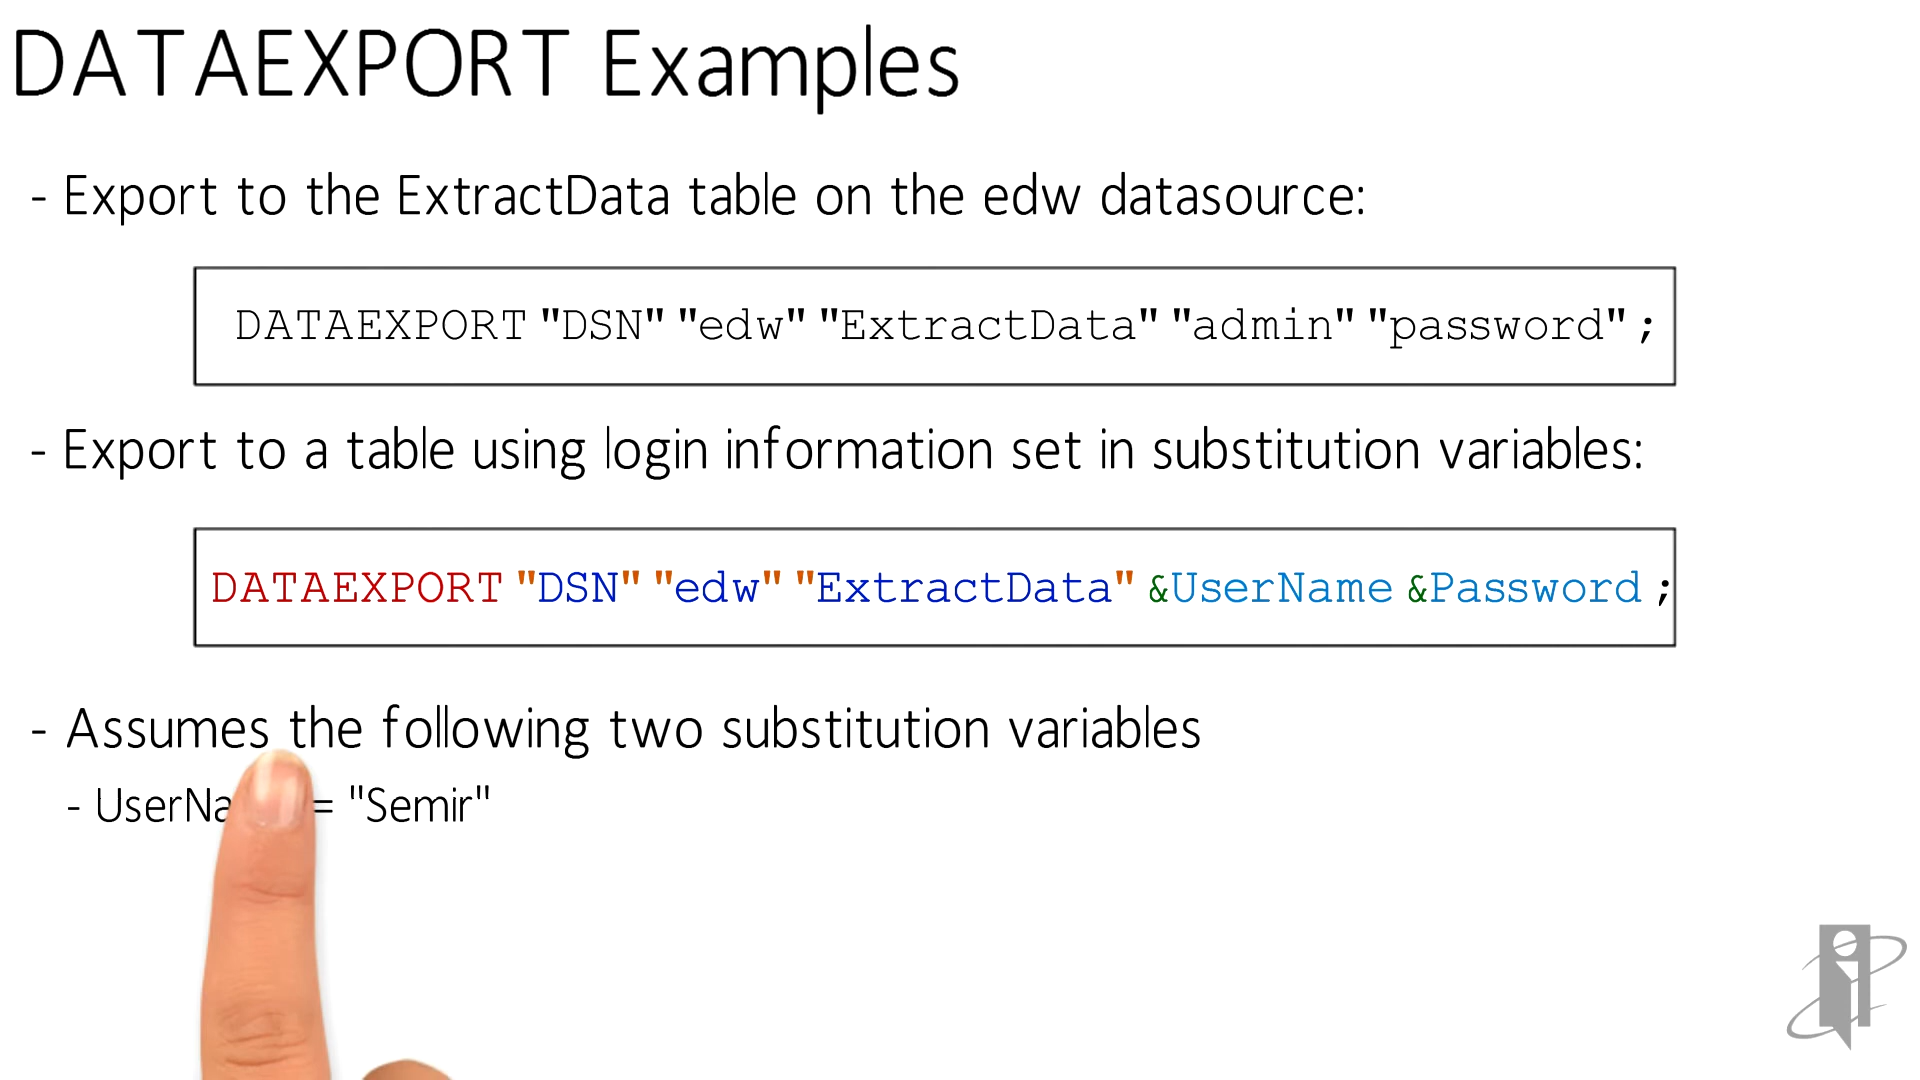 DATAEXPORT Examples
- Export to the ExtractData table on the edw datasource:
DATAEXPORT "DSN" "edw" "ExtractData" "admin" "password" ;
- Export to a table using login information set in substitution variables:
DATAEXPORT "DSN" "edw" "ExtractData" &UserName &Password ;
- Assumes the following two substitution variables
- = "Semir"